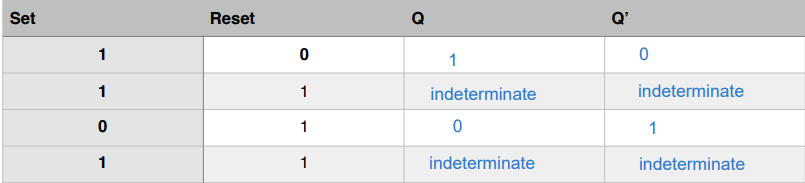 Set Reset Q Q’
1 0 1 0
1 1 indeterminate indeterminate
0 1 0 1
1 1 indeterminate indeterminate